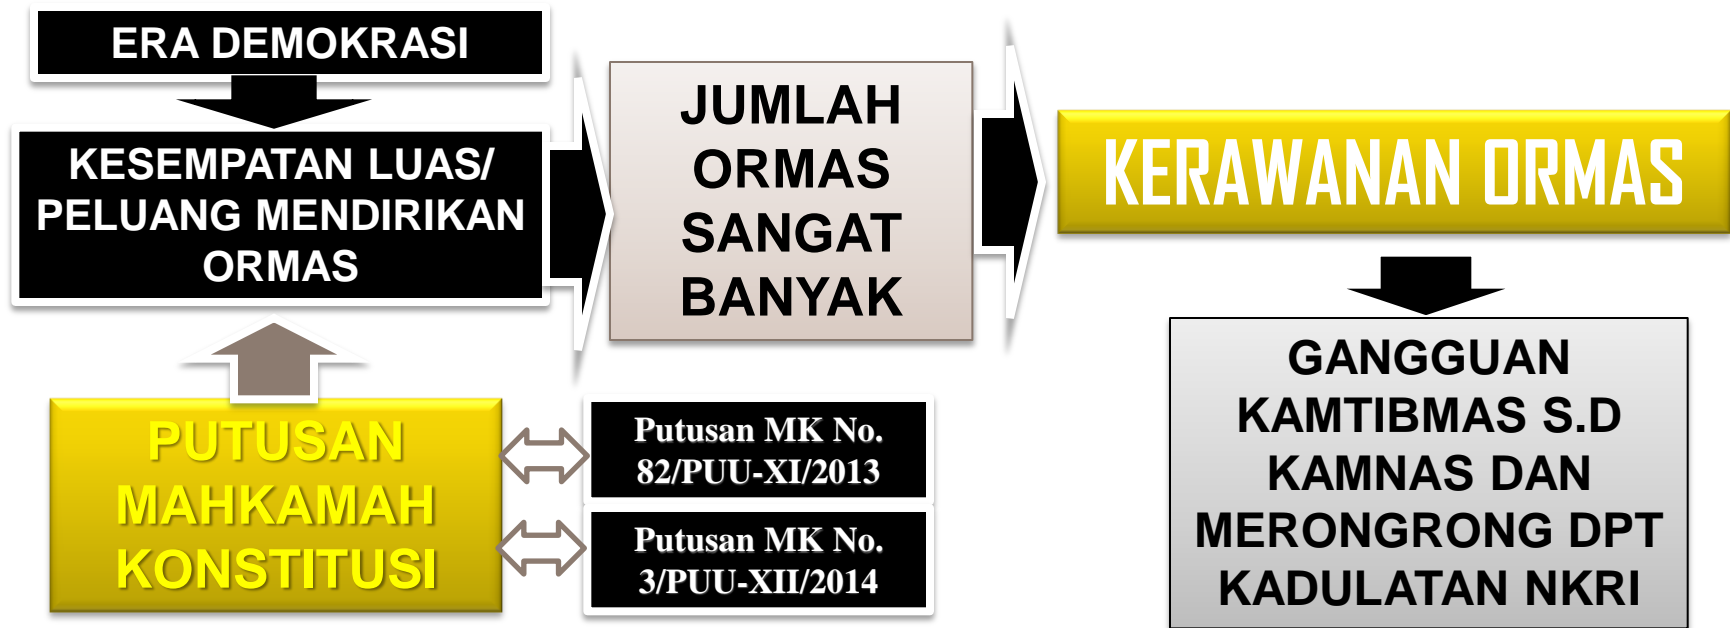 ERA DEMOKRASI
KESEMPATAN LUAS/
PELUANG MENDIRIKAN
ORMAS
PUTUSAN
MAHKAMAH
KONSTITUSI
Putusan MK No.
82/PUU-XI/2013
Putusan MK No.
3/PUU-XII/2014
JUMLAH
ORMAS
SANGAT
BANYAK
KERAWANAN ORMAS
GANGGUAN
KAMTIBMAS S.D
KAMNAS DAN
MERONGRONG DPT
KADULATAN NKRI